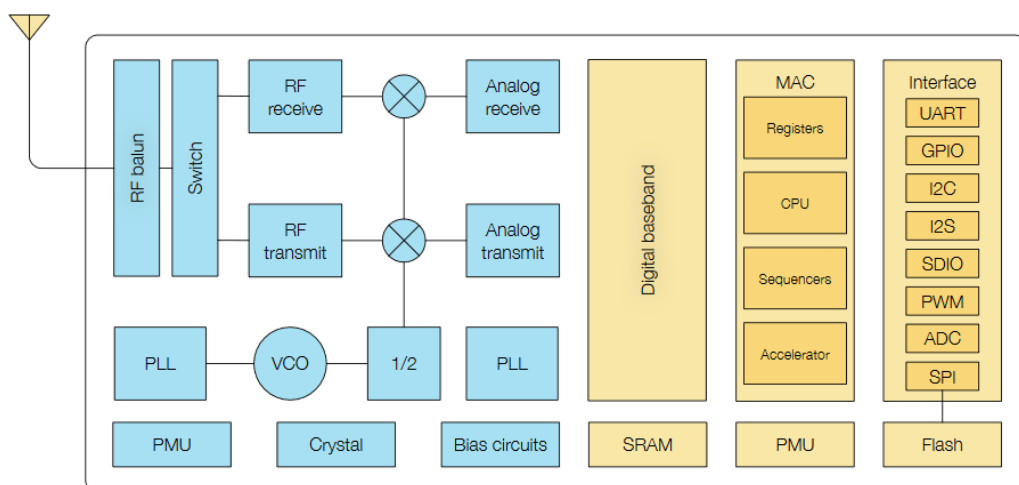 RF balun
Switch
RF
receive
Analog
receive
RF
transmit
Analog
transmit
PLL
VCO
1/2
PLL
PMU
Crystal
Bias circuits
Digital baseband
SRAM
MAC
Registers
CPU
Sequencers
Accelerator
PMU
Interface
UART
GPIO
I2C
I2S
SDIO
PWM
ADC
SPI
Flash